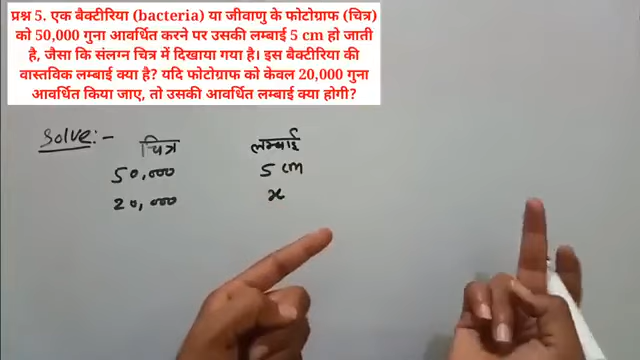 प्रश्न 5. एक बैक्टीरिया (bacteria) या जीवाणु के फोटोग्राफ (चित्र)
को 50,000 गुना आवर्धित करने पर उसकी लम्बाई 5 cm हो जाती
है, जैसा कि संलग्न चित्र में दिखाया गया है। इस बैक्टीरिया की
वास्तविक लम्बाई क्या है? यदि फोटोग्राफ को केवल 20,000 गुना
आवर्धित किया जाए, तो उसकी आवर्धित लम्बाई क्या होगी?
Solve:-
चित्र लम्बाई
50,000 5 cm
20,000 x